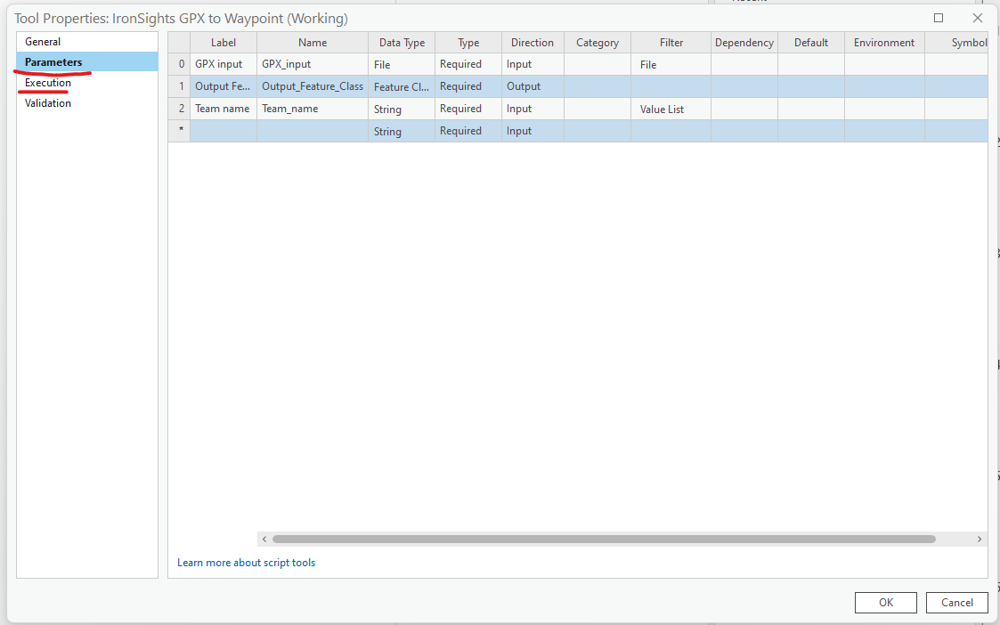 Tool Properties: IronSights GPX to Waypoint (Working)
General
Parameters
Execution
Validation
Label Name Data Type Type Direction Category Filter Dependency Default Environment Symbol
0 GPX input GPX_input File Required Input File
1 Output Fe... Output_Feature_Class Feature Cl... Required Output
2 Team name Team_name String Required Input Value List
* String Required Input
Learn more about script tools
OK Cancel